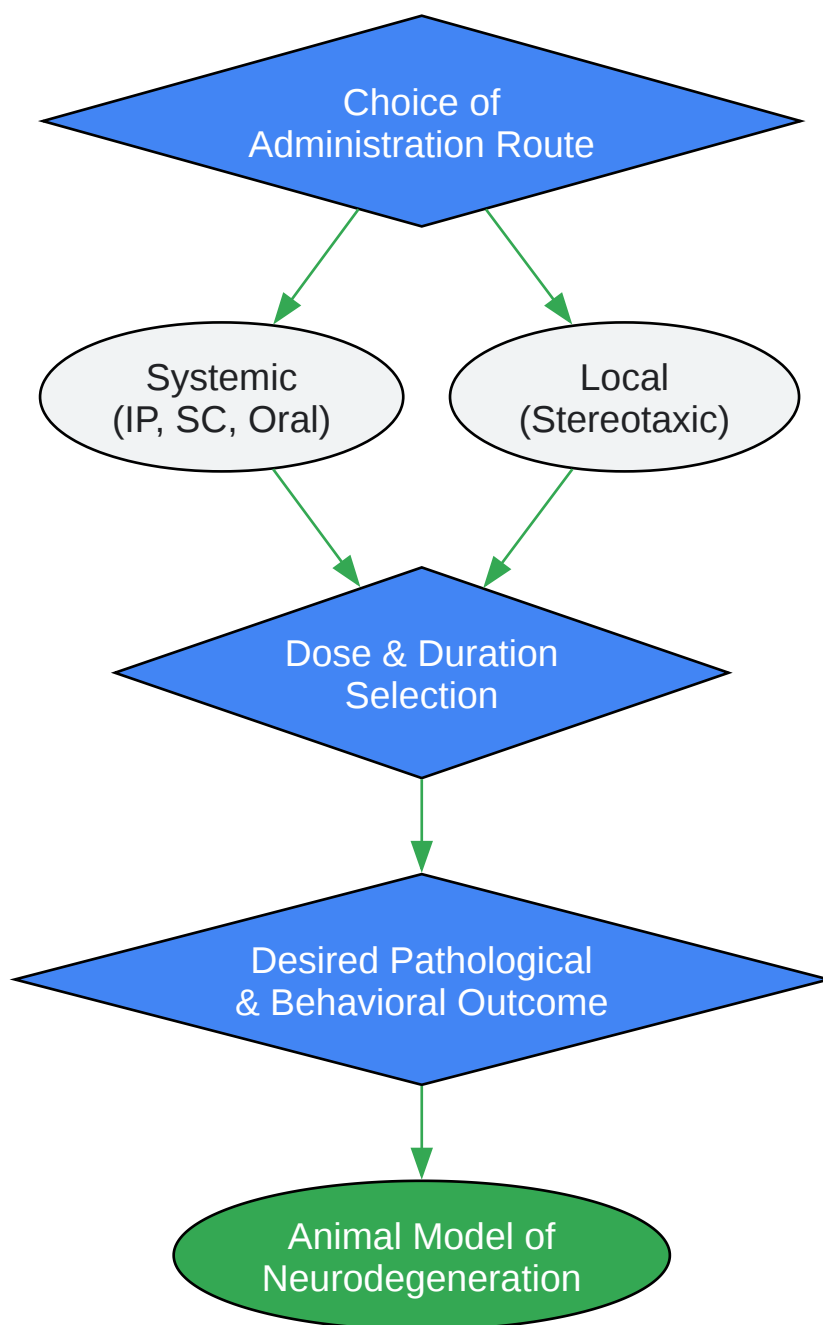 Choice of
Administration Route
Systemic
(IP, SC, Oral)
Local
(Stereotaxic)
Dose & Duration
Selection
Desired Pathological
& Behavioral Outcome
Animal Model of
Neurodegeneration